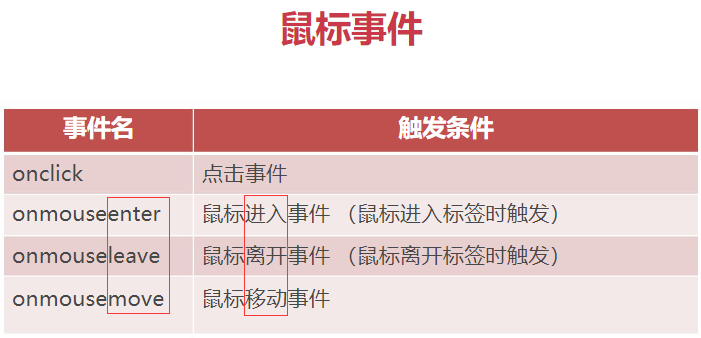 鼠标事件
事件名 触发条件
onclick 点击事件
onmouseenter 鼠标进入事件 （鼠标进入标签时触发）
onmouseleave 鼠标离开事件 （鼠标离开标签时触发）
onmousemove 鼠标移动事件